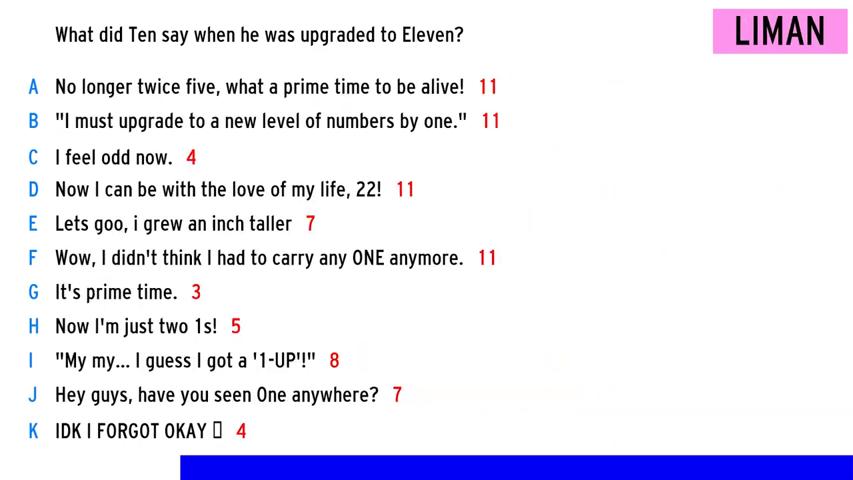 What did Ten say when he was upgraded to Eleven?
LIMAN
A No longer twice five, what a prime time to be alive! 11
B "I must upgrade to a new level of numbers by one." 11
C I feel odd now. 4
D Now I can be with the love of my life, 22! 11
E Lets goo, i grew an inch taller 7
F Wow, I didn't think I had to carry any ONE anymore. 11
G It's prime time. 3
H Now I'm just two 1s! 5
I "My my... I guess I got a '1-UP'!" 8
J Hey guys, have you seen One anywhere? 7
K IDK I FORGOT OKAY ▯ 4